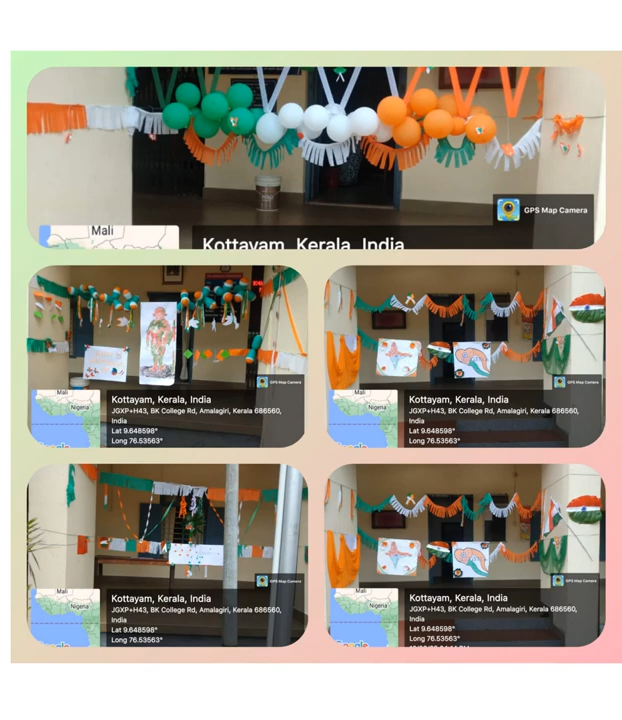 GPS Map Camera
Mali
Kottayam, Kerala, India
GPS Map Camera
Mali
Nigeria
Kottayam, Kerala, India
JGXP+H43, BK College Rd, Amalagiri, Kerala 686560,
India
Lat 9.648598°
Long 76.53563°
GPS Map Camera
Nigeria
Kottayam, Kerala, India
JGXP+H43, BK College Rd, Amalagiri, Kerala 686560,
India
Lat 9.648598°
Long 76.53563°
GPS Map Camera
Mali
Nigeria
Kottayam, Kerala, India
JGXP+H43, BK College Rd, Amalagiri, Kerala 686560,
India
Lat 9.648598°
Long 76.53563°
GPS Map Camera
Mali
Nigeria
Kottayam, Kerala, India
JGXP+H43, BK College Rd, Amalagiri, Kerala 686560,
India
Lat 9.648598°
Long 76.53563°